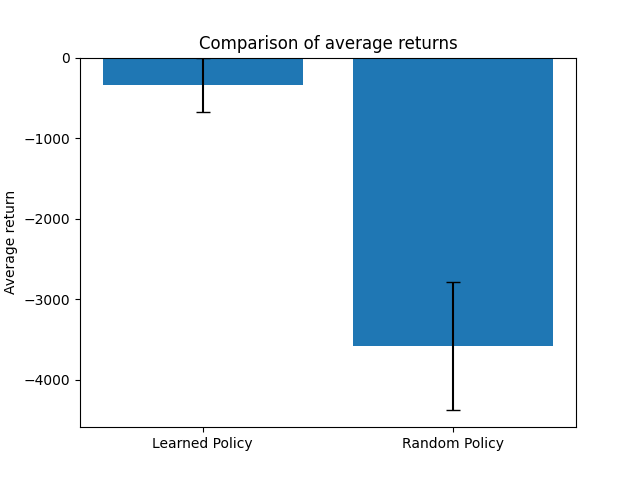 Comparison of average returns
0
−1000
−2000
−3000
−4000
Average return
Learned Policy
Random Policy